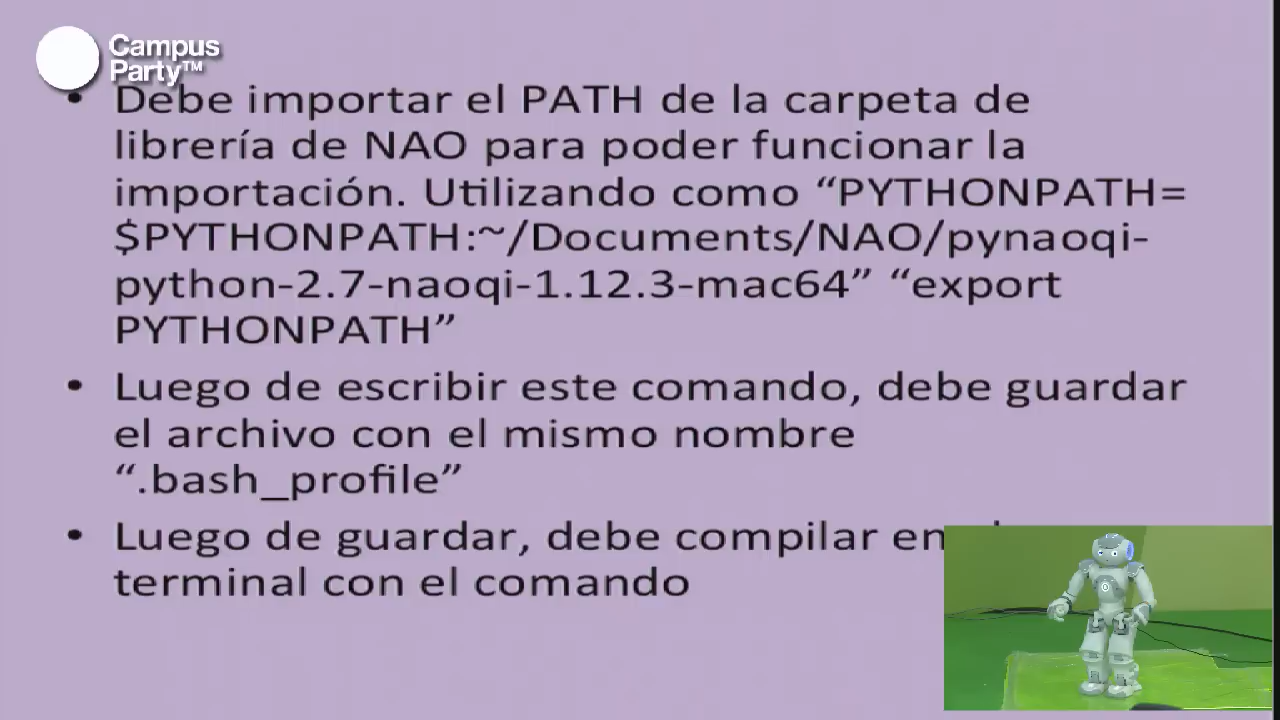 Campus
Party™
• Debe importar el PATH de la carpeta de
librería de NAO para poder funcionar la
importación. Utilizando como “PYTHONPATH=
$PYTHONPATH:~/Documents/NAO/pynaoqi-
python-2.7-naoqi-1.12.3-mac64” “export
PYTHONPATH”
• Luego de escribir este comando, debe guardar
el archivo con el mismo nombre
“.bash_profile”
• Luego de guardar, debe compilar en
terminal con el comando